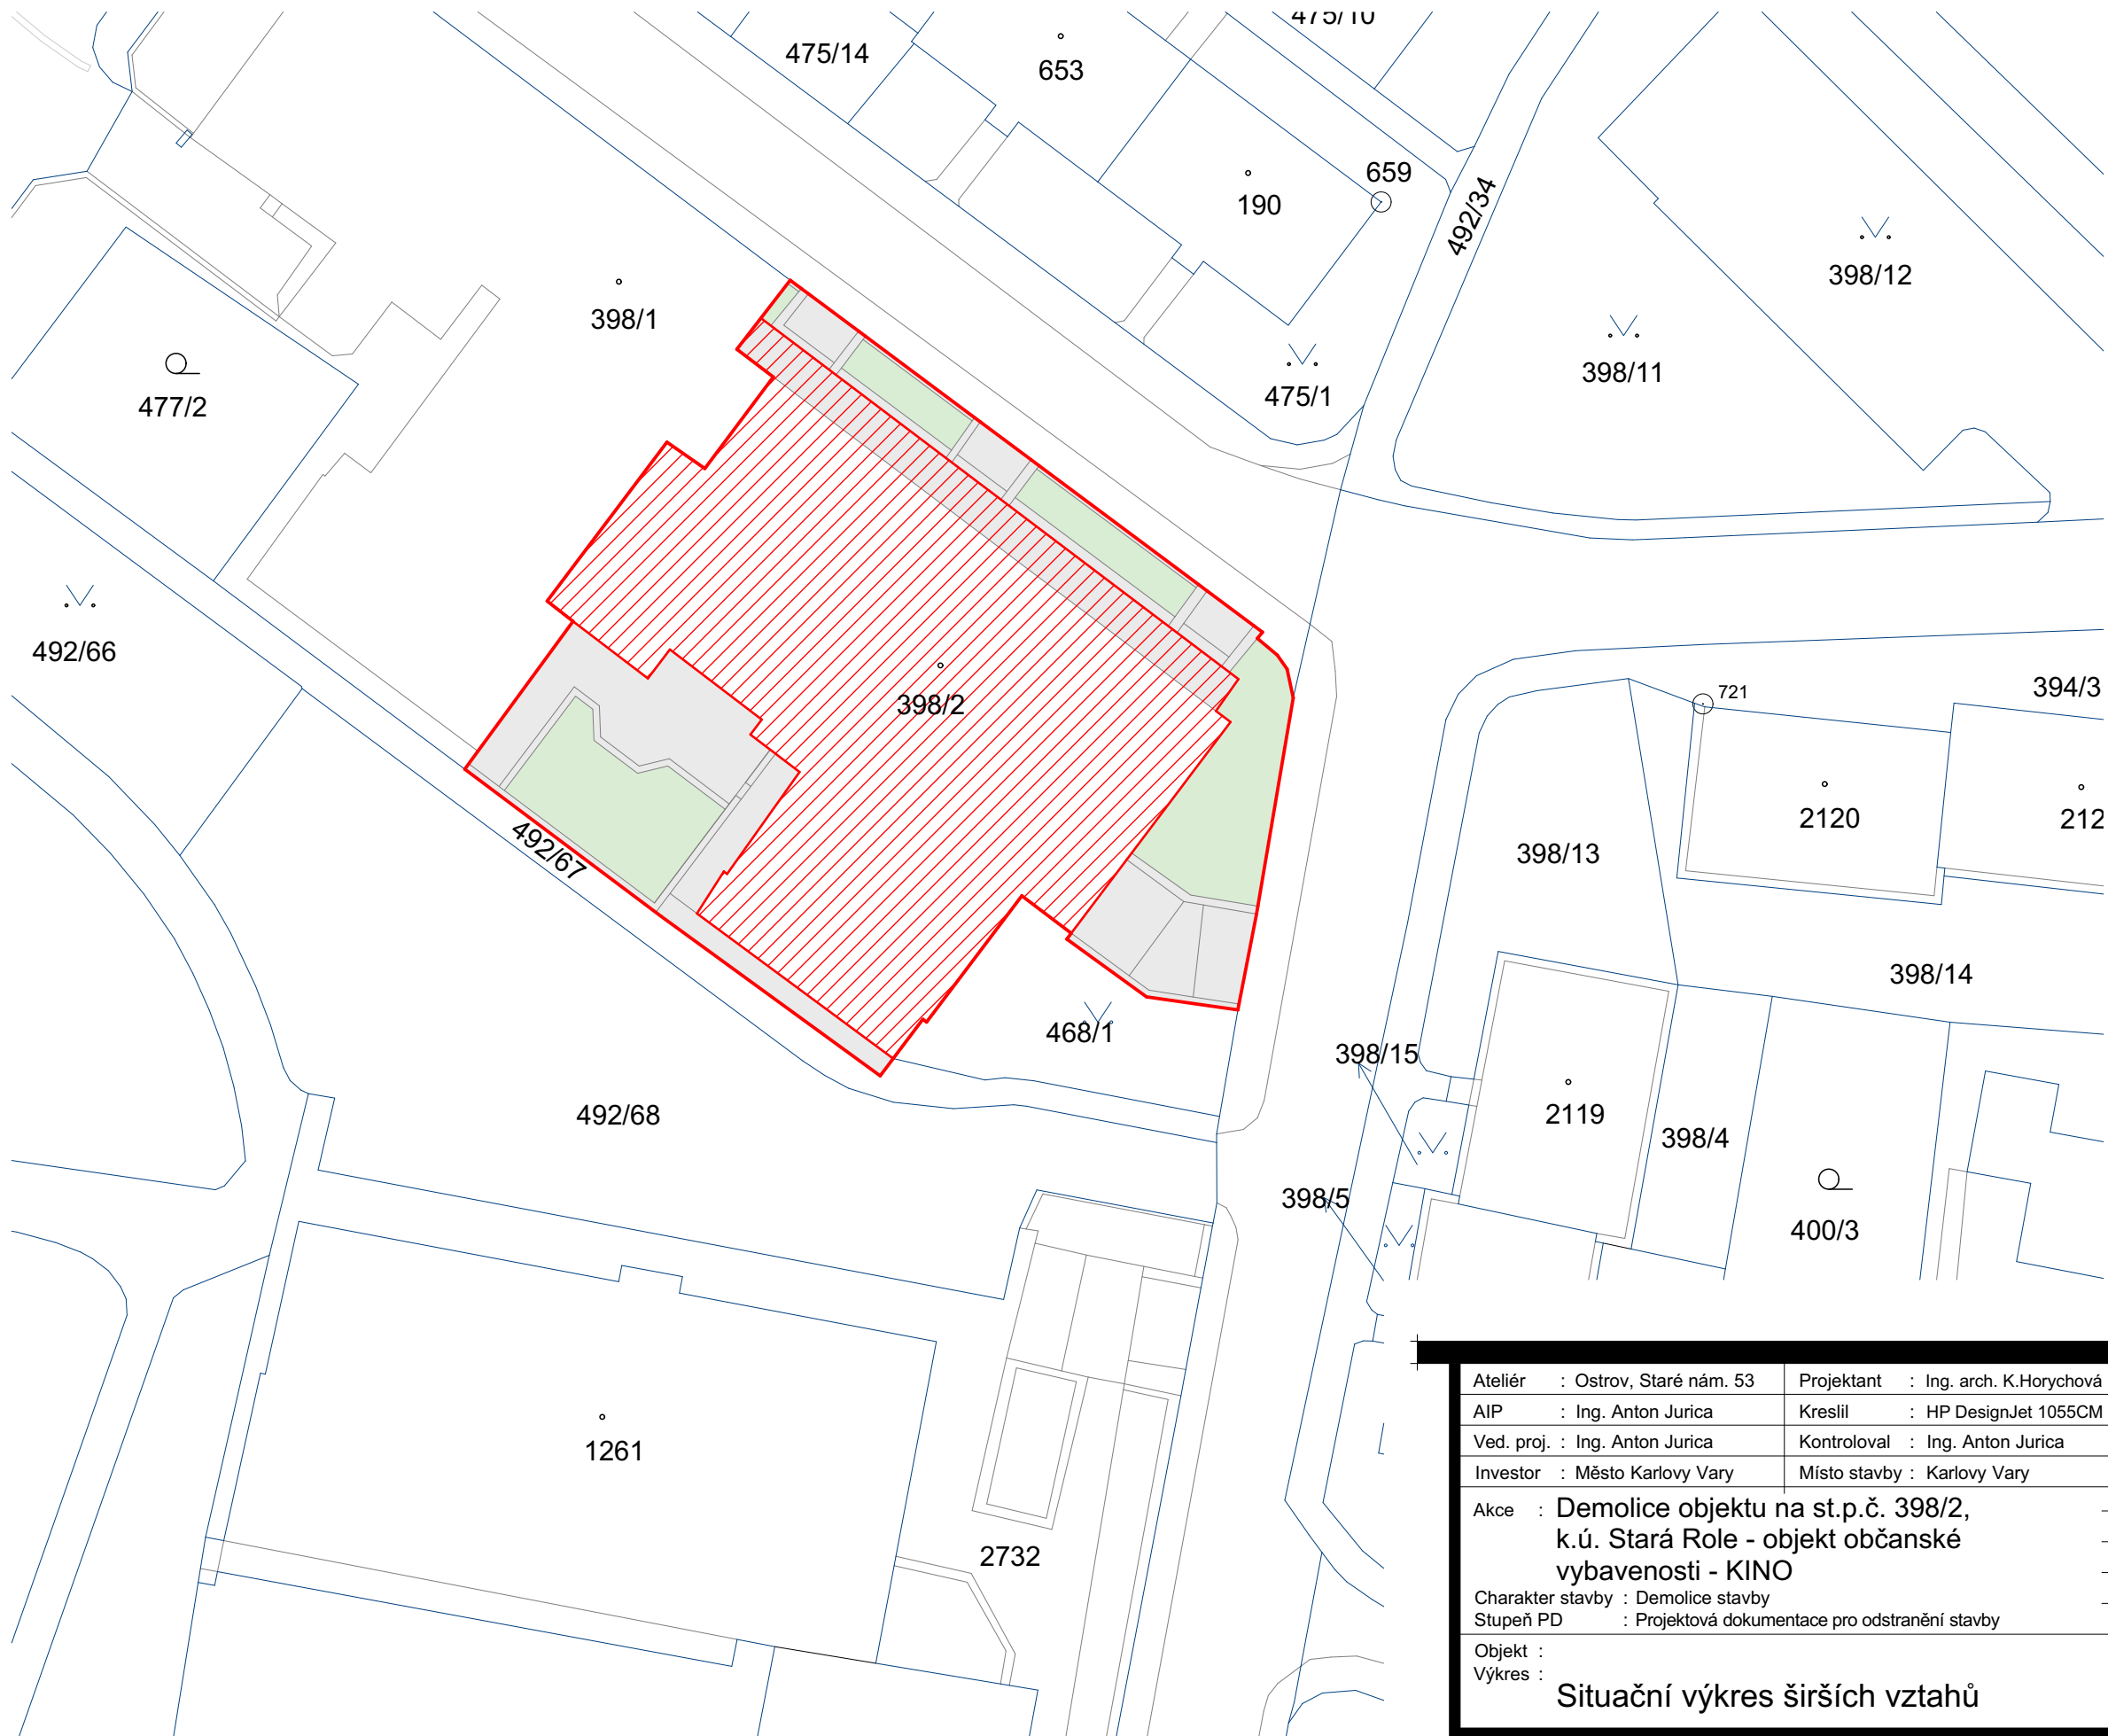 475/10
475/14
653
659
190
492/34
398/12
398/1
398/11
475/1
477/2
492/66
398/2
721
394/3
2120
212
398/13
492/67
398/14
468/1
398/15
2119
492/68
398/4
398/5
400/3
1261
2732
Ateliér : Ostrov, Staré nám. 53 Projektant : Ing. arch. K.Horychová
AIP : Ing. Anton Jurica Kreslil : HP DesignJet 1055CM
Ved. proj. : Ing. Anton Jurica Kontroloval : Ing. Anton Jurica
Investor : Město Karlovy Vary Místo stavby : Karlovy Vary
Akce : Demolice objektu na st.p.č. 398/2,
k.ú. Stará Role - objekt občanské
vybavenosti - KINO
Charakter stavby : Demolice stavby
Stupeň PD : Projektová dokumentace pro odstranění stavby
Objekt :
Výkres :
Situační výkres širších vztahů